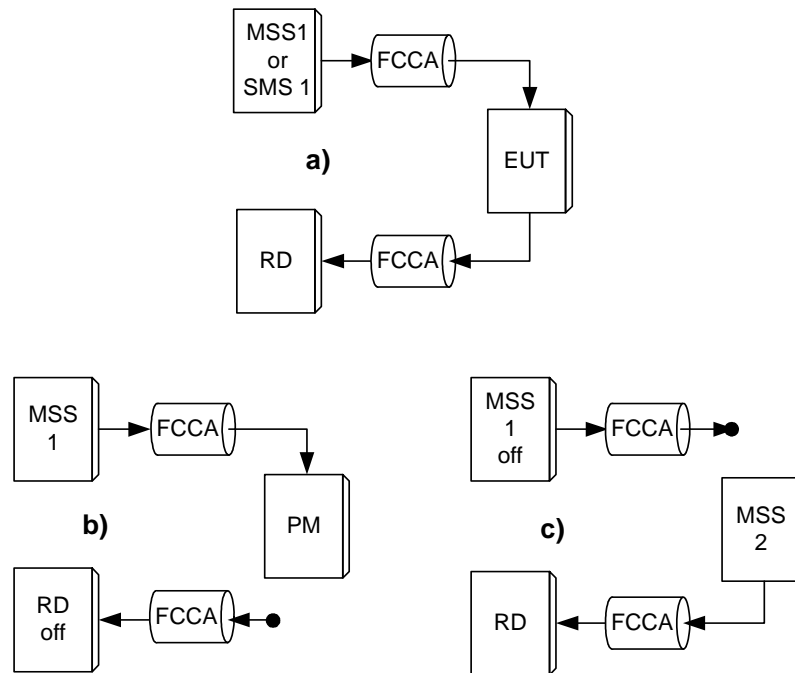 MSS1
or
SMS 1
FCCA
EUT
a)
RD
FCCA
MSS
1
FCCA
PM
b)
RD
off
FCCA
MSS
1
off
FCCA
MSS
2
c)
RD
FCCA